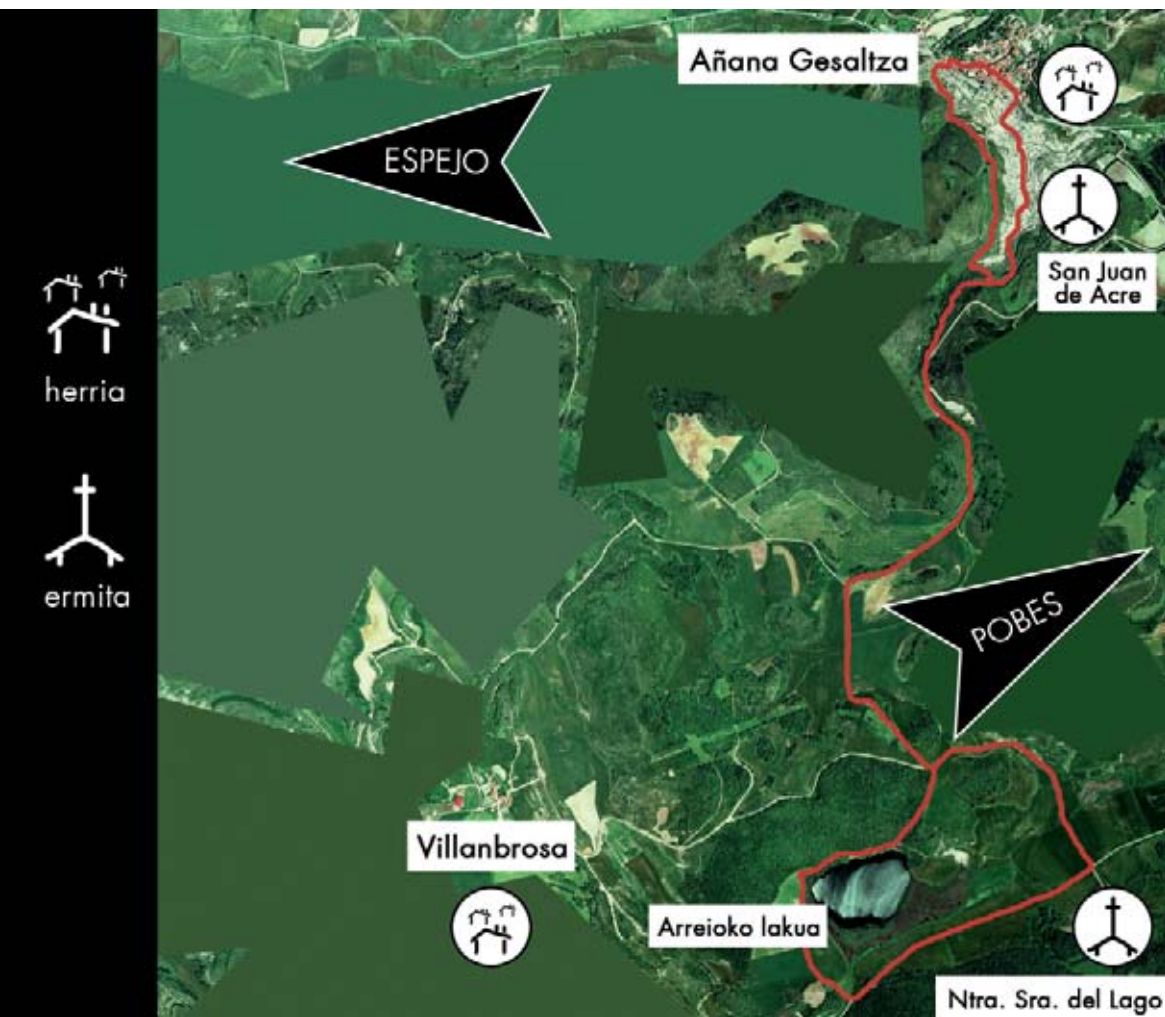 Añana Gesaltza
ESPEJO
San Juan
de Acre
herria
ermita
POBES
Villanbrosa
Arreioko lakua
Ntra. Sra. del Lago